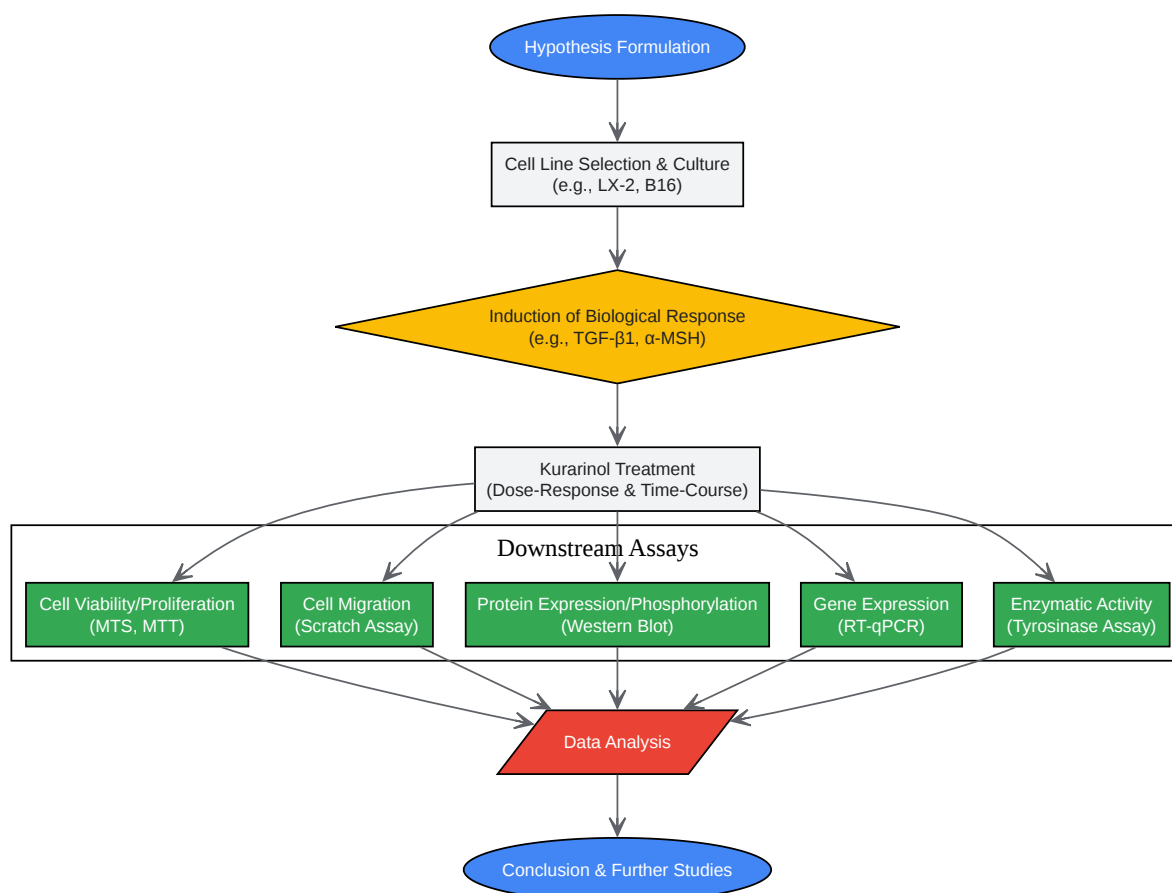 Hypothesis Formulation
Cell Line Selection & Culture
(e.g., LX-2, B16)
Induction of Biological Response
(e.g., TGF-β1, α-MSH)
Kurarinol Treatment
(Dose-Response & Time-Course)
Downstream Assays
Cell Viability/Proliferation
(MTS, MTT)
Cell Migration
(Scratch Assay)
Protein Expression/Phosphorylation
(Western Blot)
Gene Expression
(RT-qPCR)
Enzymatic Activity
(Tyrosinase Assay)
Data Analysis
Conclusion & Further Studies